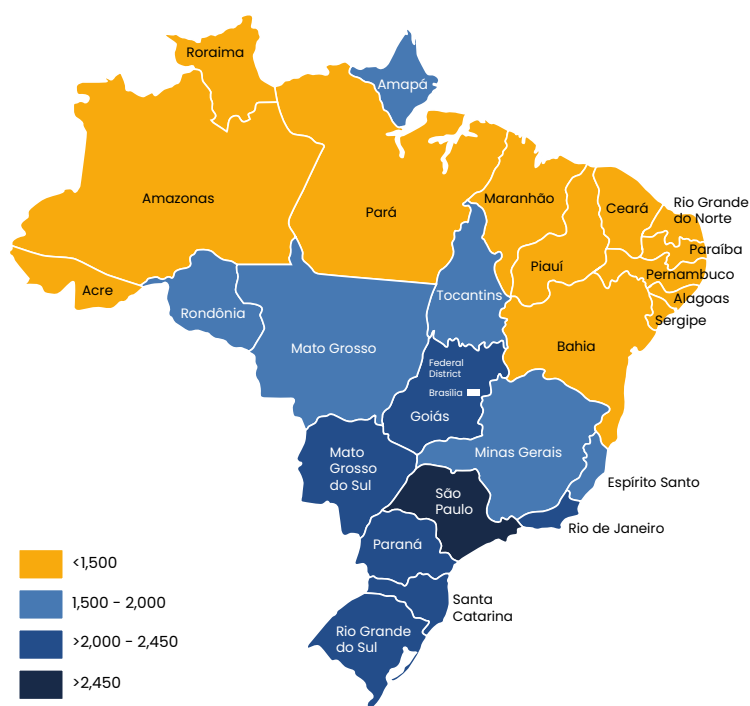 Roraima
Amapá
Amazonas
Pará
Maranhão
Ceará
Rio Grande
do Norte
Paraíba
Piauí
Pernambuco
Acre
Alagoas
Tocantins
Rondônia
Sergipe
Bahia
Mato Grosso
Federal
District
Brasília
Goiás
Mato
Grosso
do Sul
Minas Gerais
Espírito Santo
São
Paulo
Rio de Janeiro
Paraná
Santa
Catarina
Rio Grande
do Sul
<1,500
1,500 - 2,000
>2,000 - 2,450
>2,450